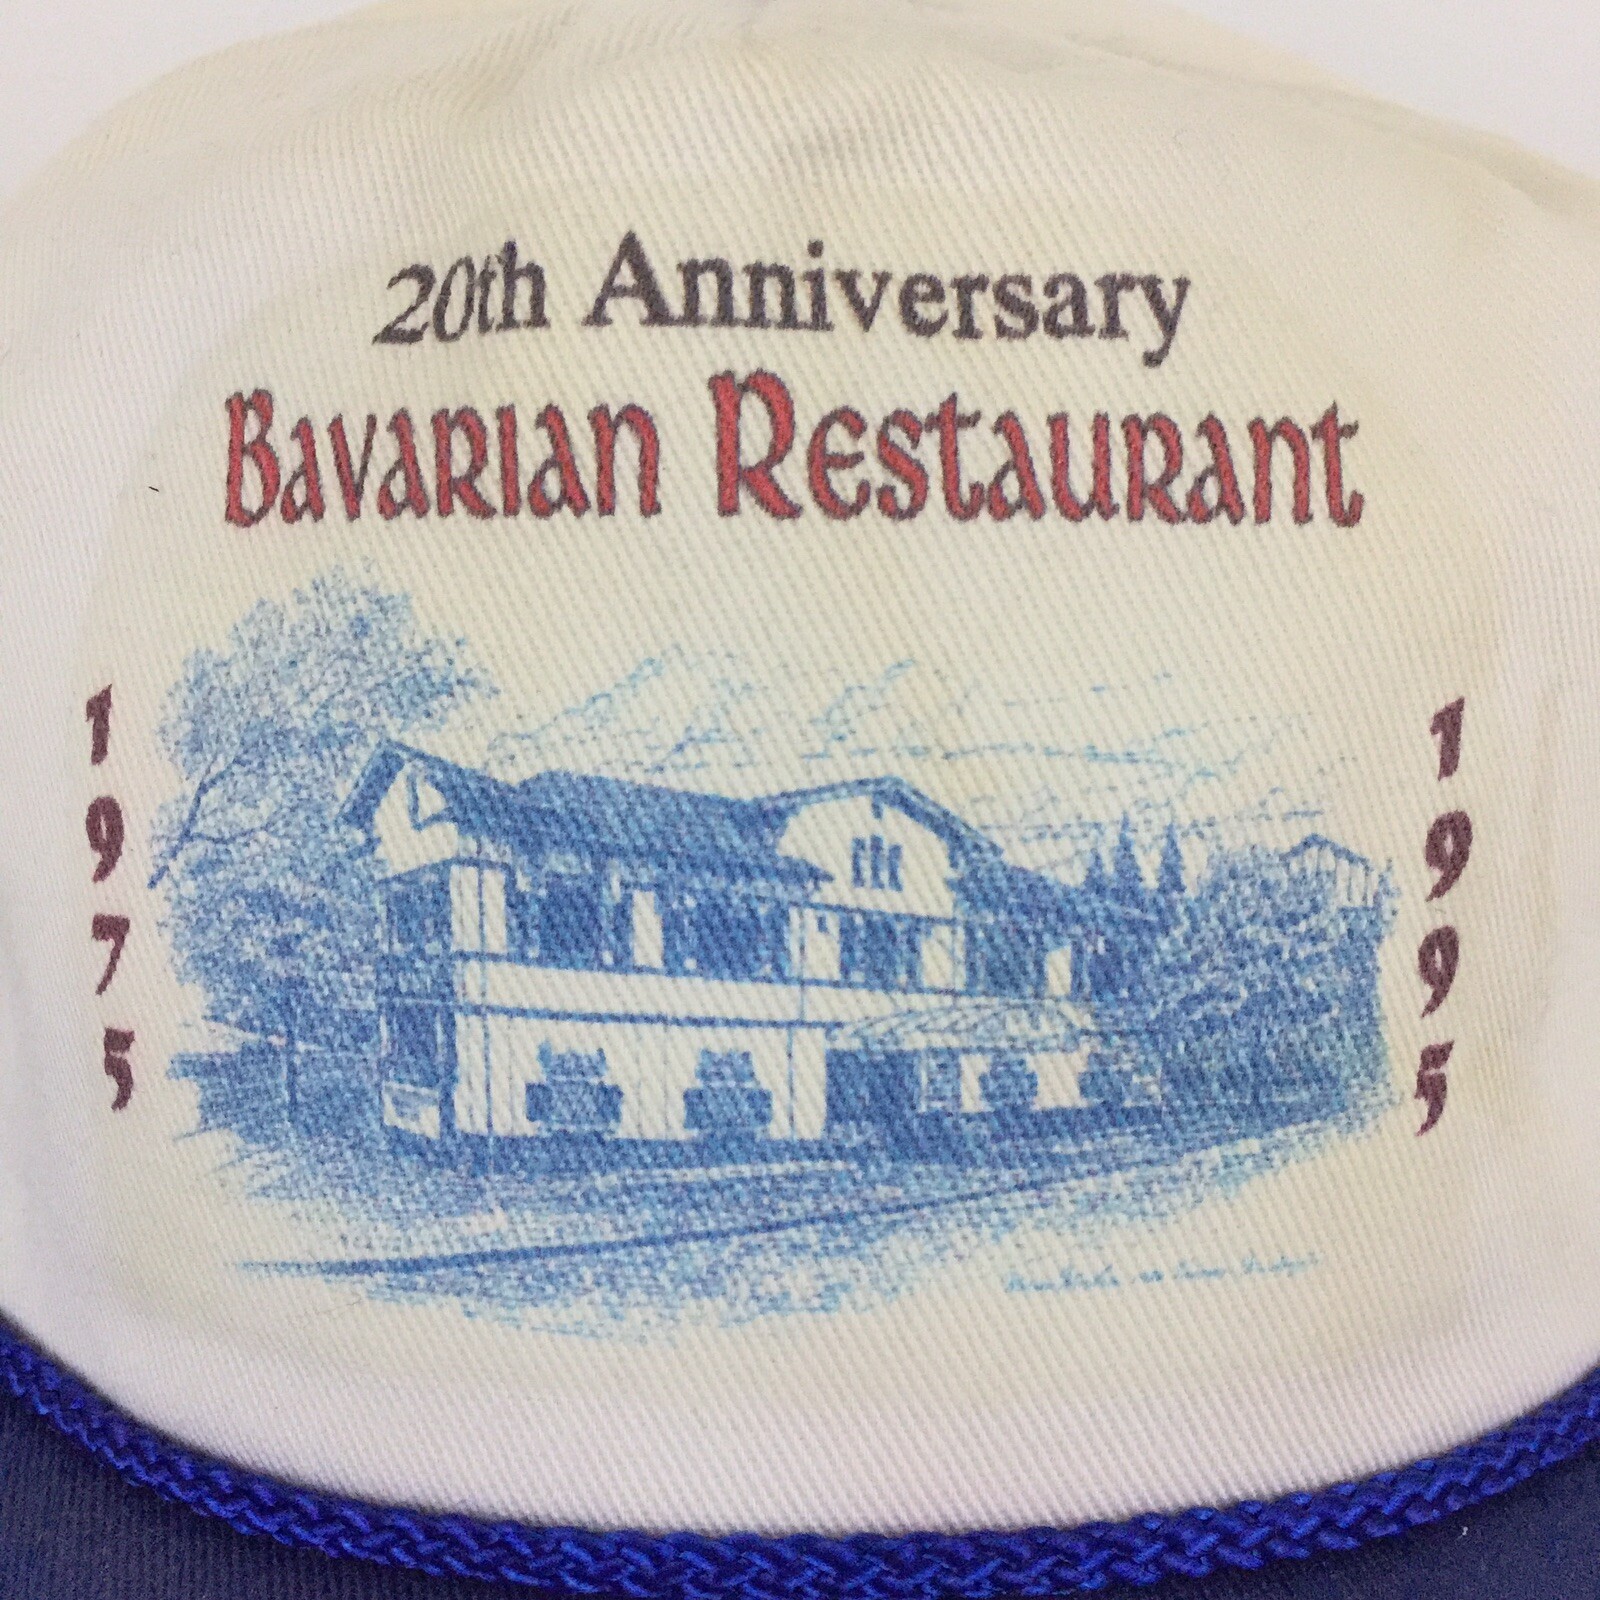 20th Anniversary
Bavarian Restaurant
1975
1995